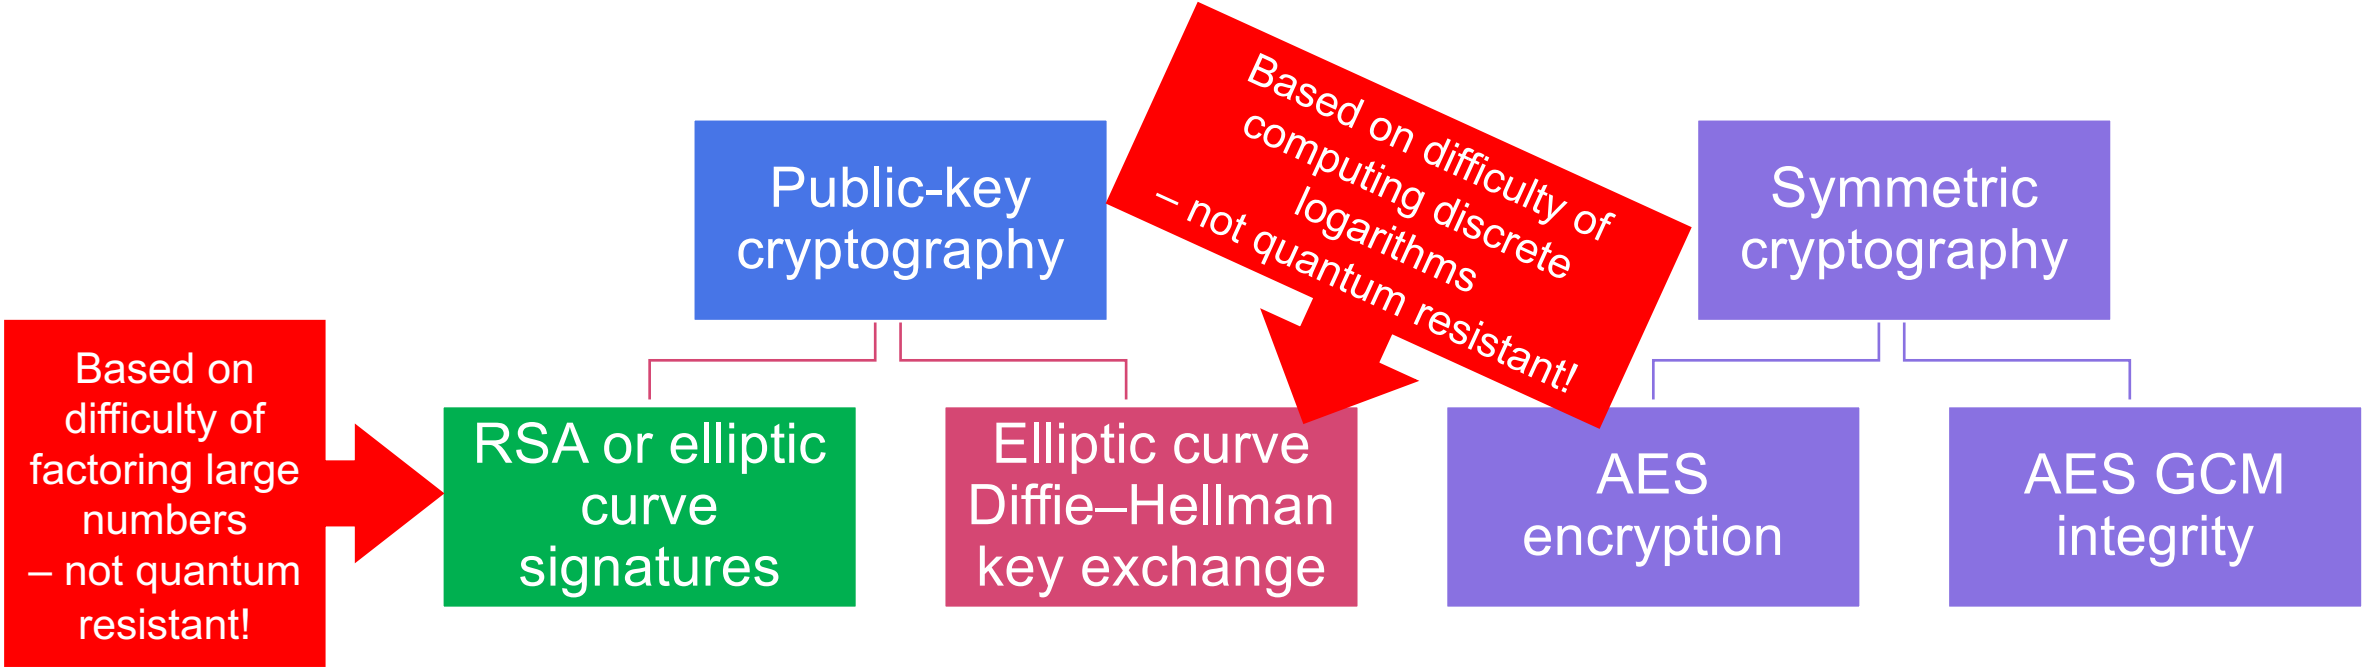 Public-key
cryptography
Based on difficulty of
computing discrete
logarithms
– not quantum resistant!
Symmetric
cryptography
Based on
difficulty of
factoring large
numbers
– not quantum
resistant!
RSA or elliptic
curve
signatures
Elliptic curve
Diffie–Hellman
key exchange
AES
encryption
AES GCM
integrity